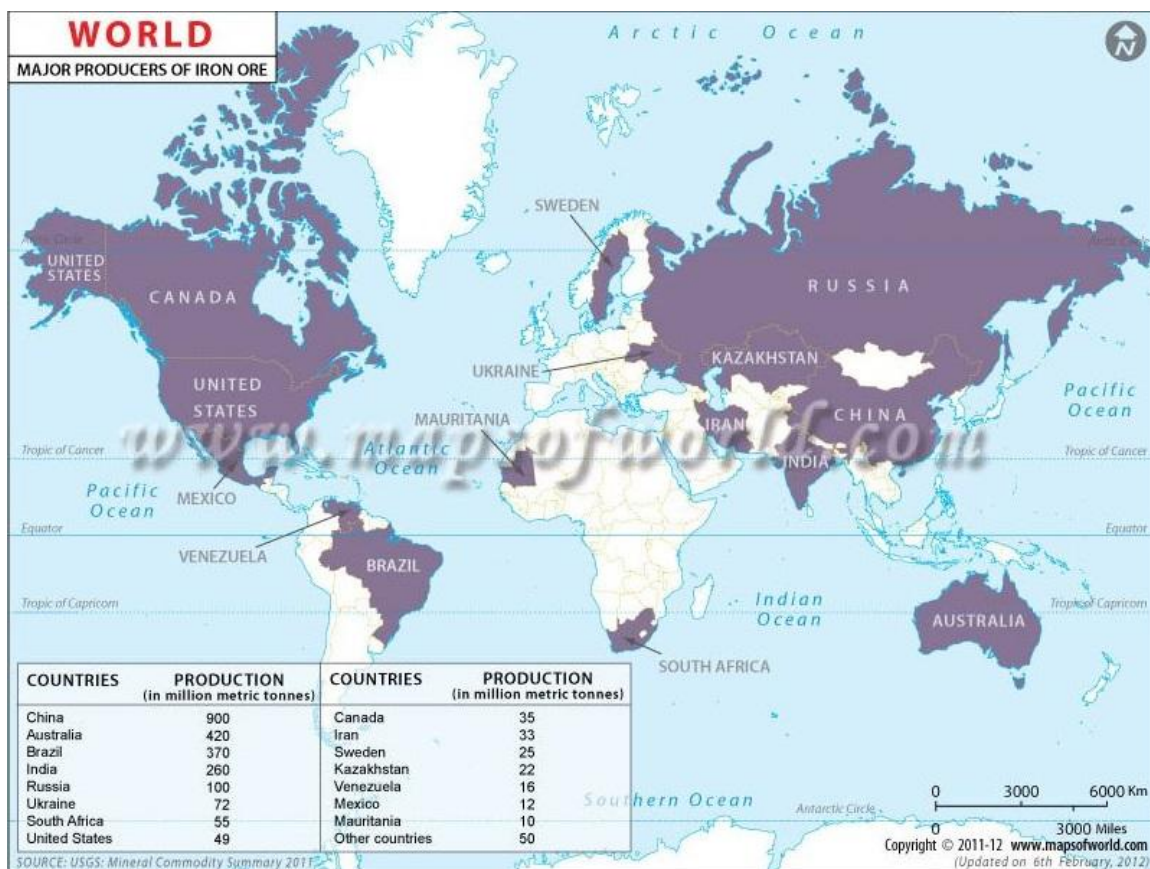 WORLD
MAJOR PRODUCERS OF IRON ORE
Arctic Ocean
N
SWEDEN
Arctic Circle
Arctic Circle
UNITED
STATES
CANADA
RUSSIA
UKRAINE
KAZAKHSTAN
UNITED
STATES
MAURITANIA
IRAN
CHINA
Pacific
Ocean
www.mapsofworld.com
Tropic of Cancer
Atlantic
Ocean
INDIA
Tropic of Cancer
Pacific
Ocean
MEXICO
Equator
Equator
VENEZUELA
BRAZIL
Tropic of Capricorn
Indian
Ocean
Tropic of Capricorn
AUSTRALIA
SOUTH AFRICA
COUNTRIES PRODUCTION COUNTRIES PRODUCTION
(in million metric tonnes) (in million metric tonnes)
China 900 Canada 35
Australia 420 Iran 33
Brazil 370 Sweden 25
India 260 Kazakhstan 22
Russia 100 Venezuela 16
Ukraine 72 Mexico 12
South Africa 55 Mauritania 10
United States 49 Other countries 50
Southern Ocean
Antarctic Circle
0 3000 6000 Km
0 3000 Miles
SOURCE: USGS: Mineral Commodity Summary 2011
Copyright © 2011-12 www.mapsofworld.com
(Updated on 6th February, 2012)